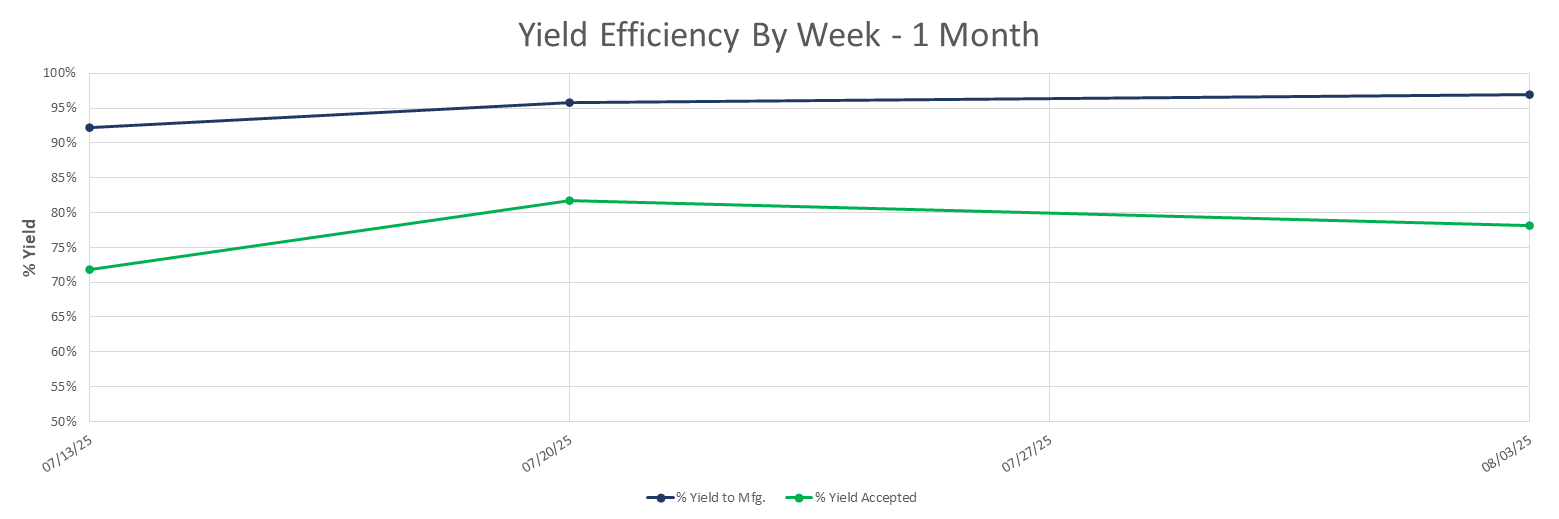 Yield Efficiency By Week - 1 Month
% Yield
100%
95%
90%
85%
80%
75%
70%
65%
60%
55%
50%
07/13/25 07/20/25 07/27/25 08/03/25
% Yield to Mfg. % Yield Accepted